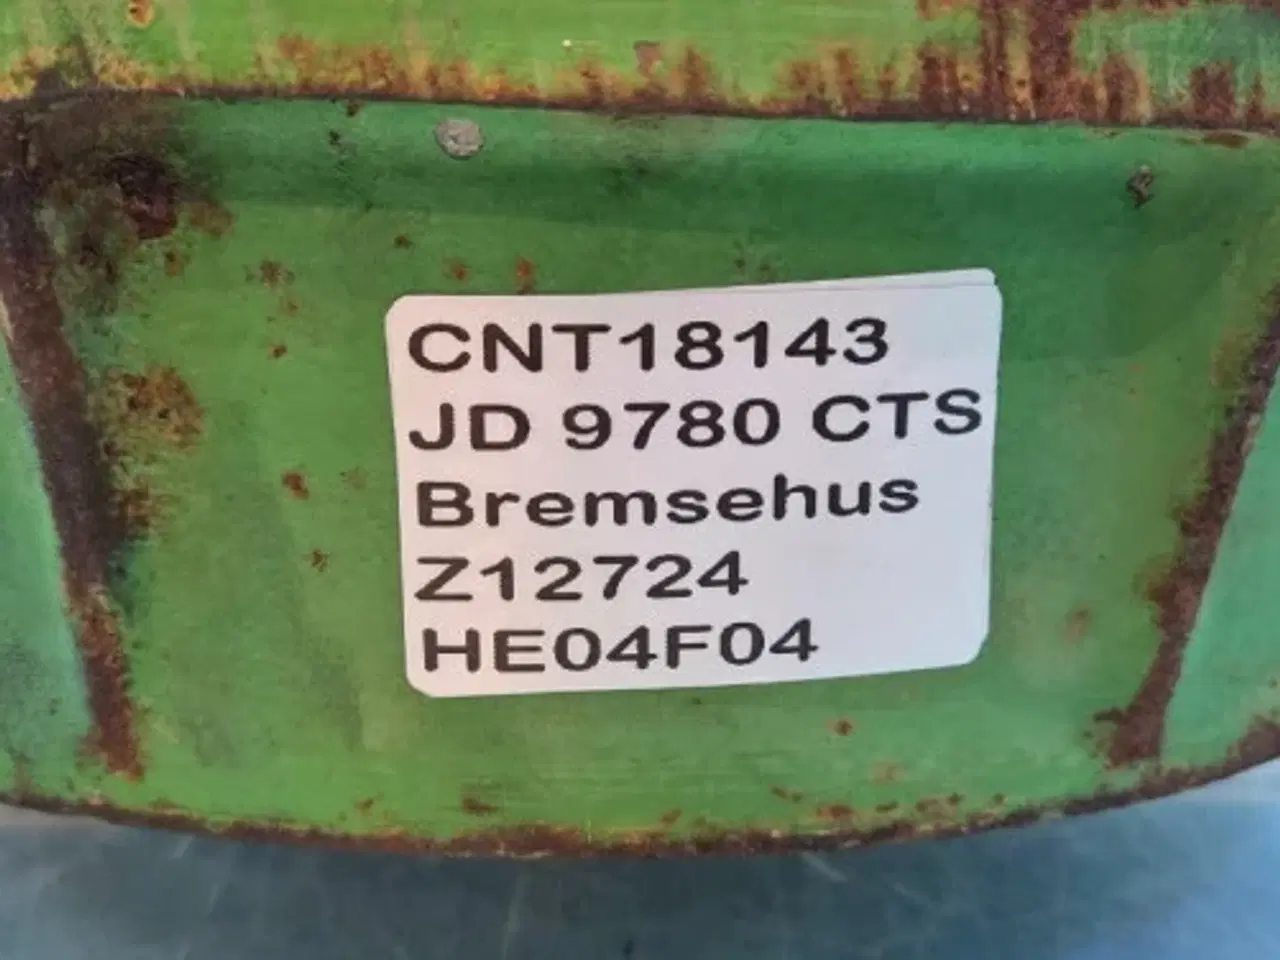 CNT18143
JD 9780 CTS
Bremsehus
Z12724
HE04F04